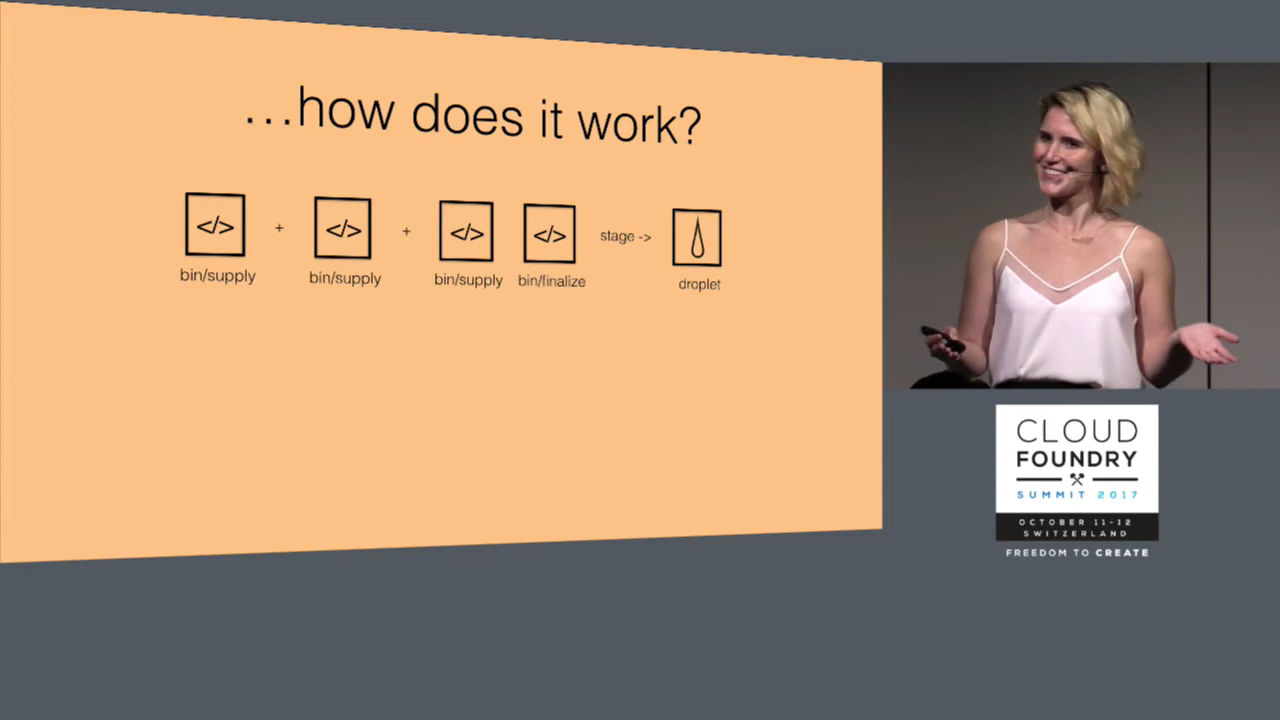 ...how does it work?
</> + </> + </> </> stage -> 
bin/supply bin/supply bin/supply bin/finalize droplet
CLOUD
FOUNDRY
SUMMIT 2017
OCTOBER 11-12
SWITZERLAND
FREEDOM TO CREATE